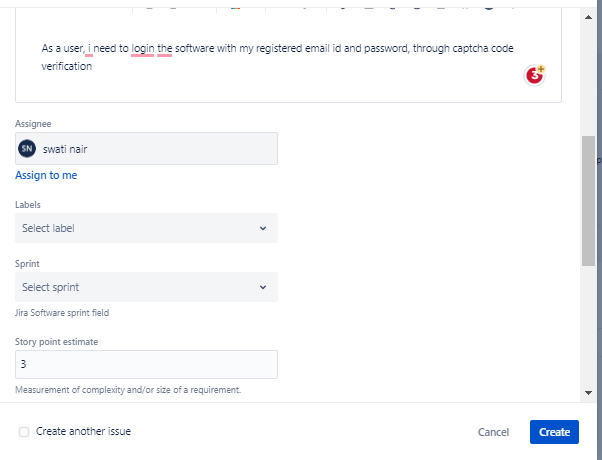 As a user, i need to login the software with my registered email id and password, through captcha code
verification
3
Assignee
SN swati nair
Assign to me
Labels
Select label
Sprint
Select sprint
Jira Software sprint field
Story point estimate
3
Measurement of complexity and/or size of a requirement.
Create another issue
Cancel
Create